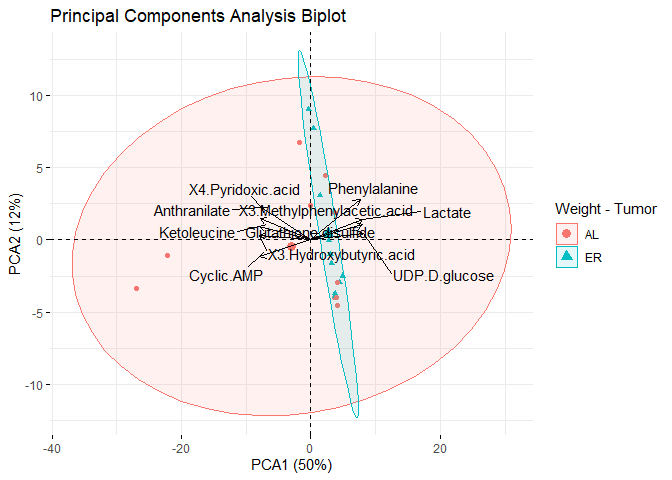 Principal Components Analysis Biplot
10
5
0
-5
-10
PCA2 (12%)
X4.Pyridoxic.acid
Phenylalanine
Anthranilate
X3.Methylphenylacetic.acid
Lactate
Ketoleucine
Glutathione.disulfide
X3.Hydroxybutyric.acid
Cyclic.AMP
UDP.D.glucose
-40
-20
0
20
PCA1 (50%)
Weight - Tumor
AL
ER